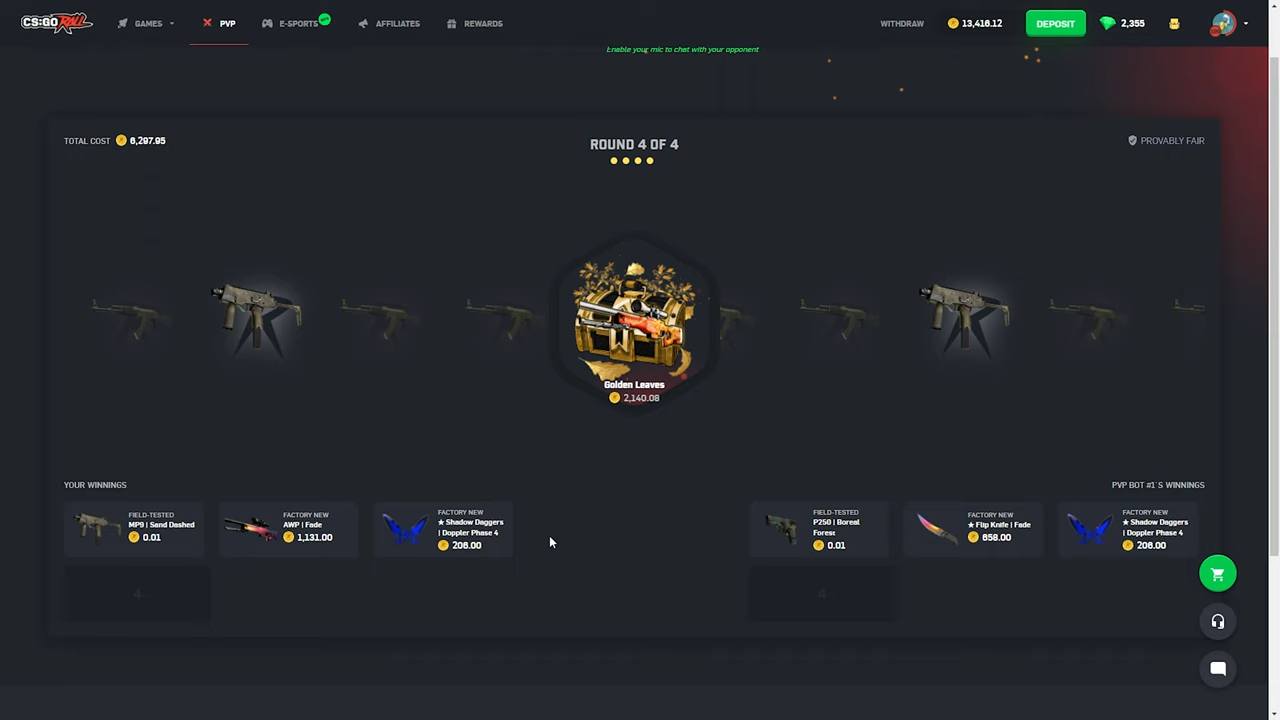 CS:GO ROLL
GAMES
PVP
E-SPORTS
AFFILIATES
REWARDS
WITHDRAW
13,416.12
DEPOSIT
2,355
Enable your mic to chat with your opponent
TOTAL COST 6,297.95
ROUND 4 OF 4
PROVABLY FAIR
Golden Leaves
2,140.08
YOUR WINNINGS
PVP BOT #1'S WINNINGS
FIELD-TESTED
MP9 | Sand Dashed
0.01
FACTORY NEW
AWP | Fade
1,131.00
FACTORY NEW
★ Shadow Daggers
| Doppler Phase 4
206.00
FIELD-TESTED
P250 | Boreal
Forest
0.01
FACTORY NEW
★ Flip Knife | Fade
658.00
FACTORY NEW
★ Shadow Daggers
| Doppler Phase 4
206.00
4
4